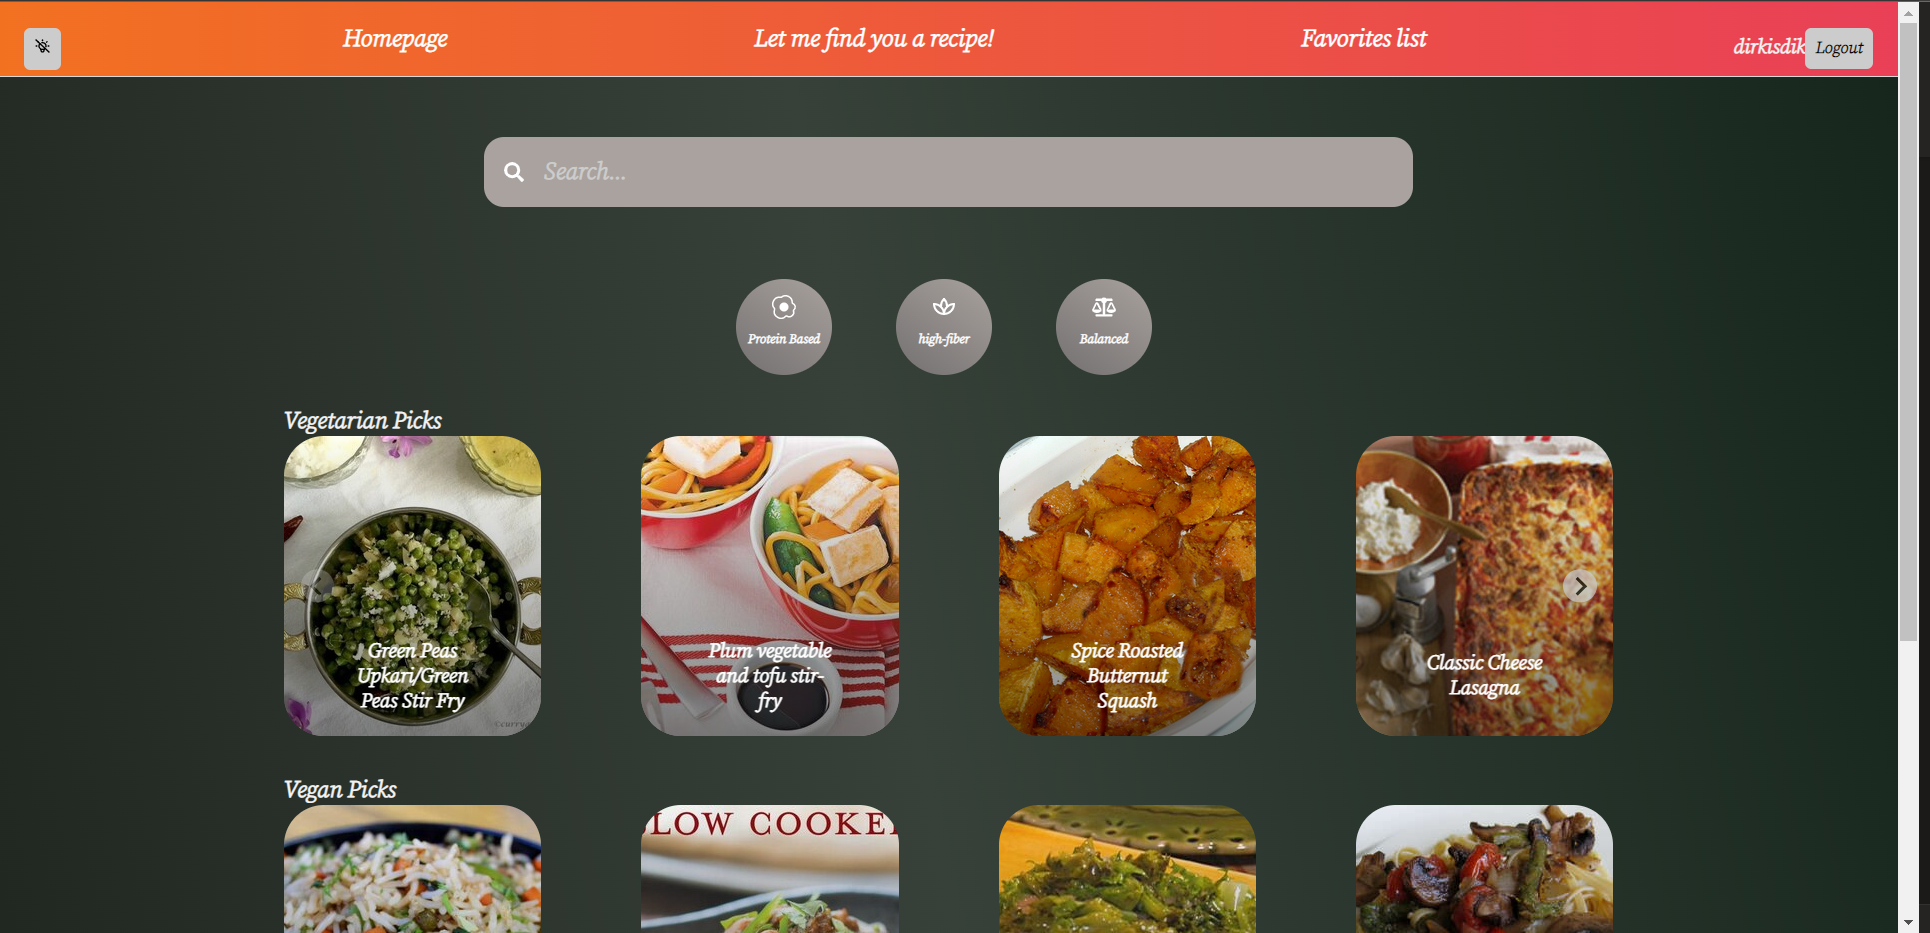 Homepage
Let me find you a recipe!
Favorites list
dirkisdik
Logout
Search...
Protein Based
high-fiber
Balanced
Vegetarian Picks
Green Peas
Upkari/Green
Peas Stir Fry
Plum vegetable
and tofu stir-
fry
Spice Roasted
Butternut
Squash
Classic Cheese
Lasagna
Vegan Picks
LOW COOKE